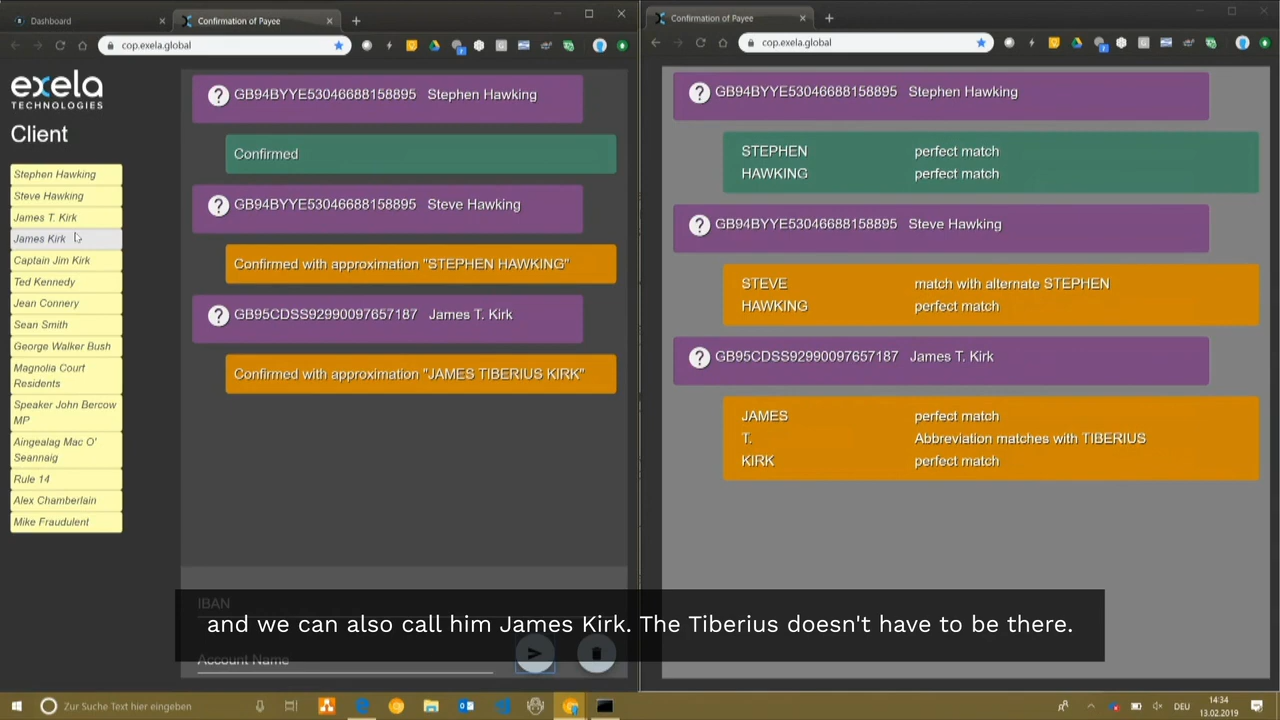 Dashboard
Confirmation of Payee
cop.exela.global
exela
TECHNOLOGIES
Client
Stephen Hawking
Steve Hawking
James T. Kirk
James Kirk
Captain Jim Kirk
Ted Kennedy
Jean Connery
Sean Smith
George Walker Bush
Magnolia Court
Residents
Speaker John Bercow
MP
Aingealag Mac O'
Seannaig
Rule 14
Alex Chamberlain
Mike Fraudulent
GB94BYYE53046688158895 Stephen Hawking
Confirmed
GB94BYYE53046688158895 Steve Hawking
Confirmed with approximation "STEPHEN HAWKING"
GB95CDSS92990097657187 James T. Kirk
Confirmed with approximation "JAMES TIBERIUS KIRK"
IBAN
Account Name
Confirmation of Payee
cop.exela.global
GB94BYYE53046688158895 Stephen Hawking
STEPHEN perfect match
HAWKING perfect match
GB94BYYE53046688158895 Steve Hawking
STEVE match with alternate STEPHEN
HAWKING perfect match
GB95CDSS92990097657187 James T. Kirk
JAMES perfect match
T. Abbreviation matches with TIBERIUS
KIRK perfect match
and we can also call him James Kirk. The Tiberius doesn't have to be there.
Zur Suche Text hier eingeben
DEU
14:34
13.02.2019